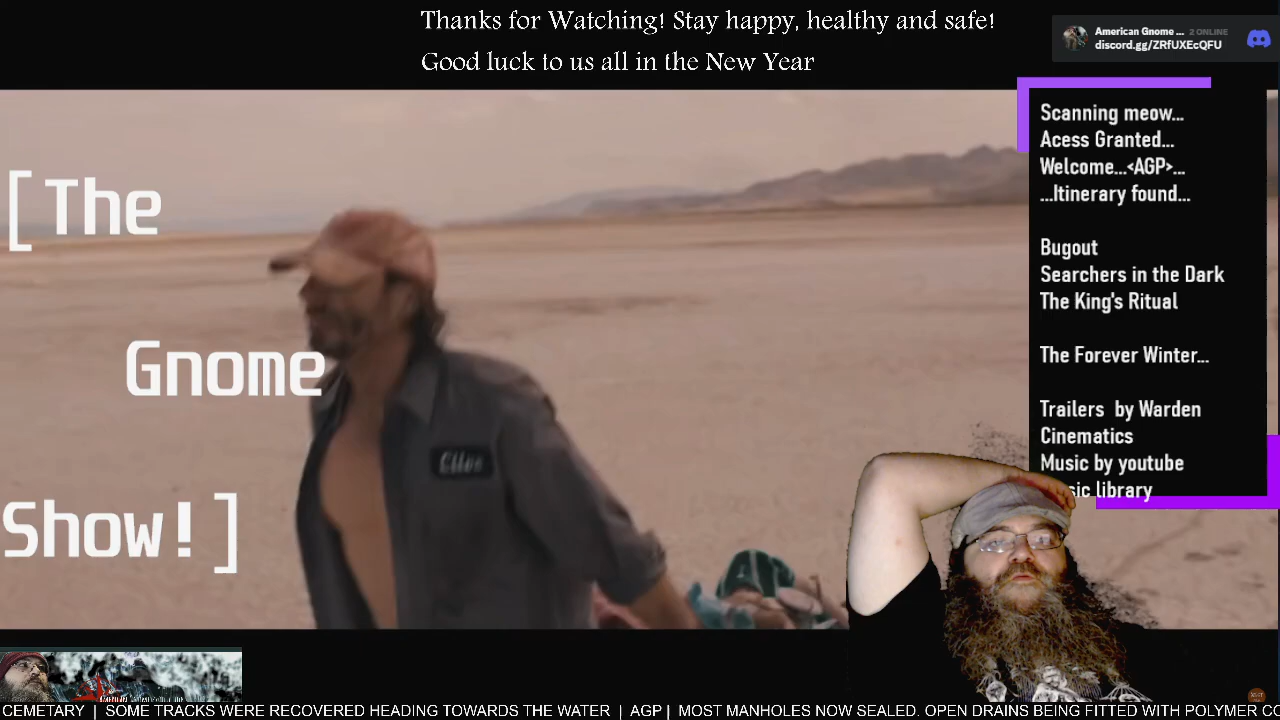 Thanks for Watching! Stay happy, healthy and safe!
Good luck to us all in the New Year
American Gnome ... 2 ONLINE
discord.gg/ZRfUXEcQFU
[The
Gnome
Show!]
Scanning meow...
Acess Granted...
Welcome...<AGP>...
...Itinerary found...
Bugout
Searchers in the Dark
The King's Ritual
The Forever Winter...
Trailers by Warden
Cinematics
Music by youtube
library
CEMETARY | SOME TRACKS WERE RECOVERED HEADING TOWARDS THE WATER | AGP | MOST MANHOLES NOW SEALED. OPEN DRAINS BEING FITTED WITH POLYMER